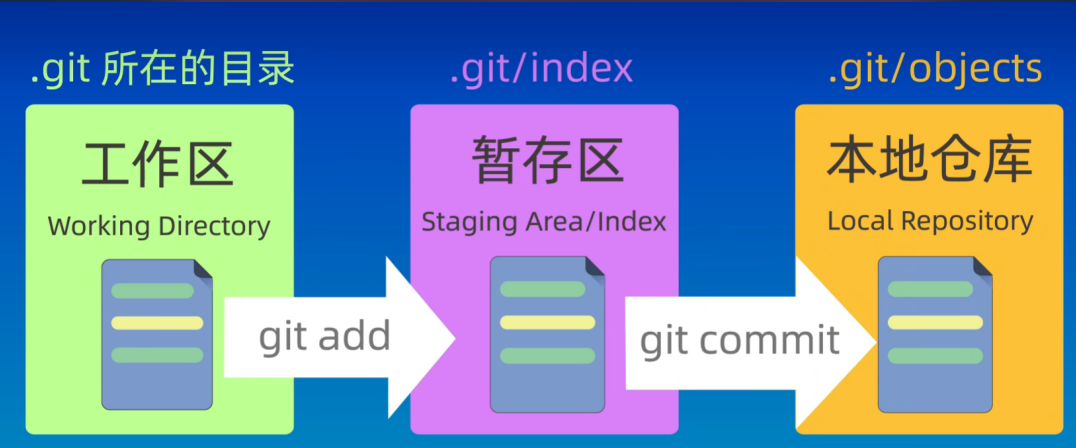 .git 所在的目录
.git/index
.git/objects
工作区
暂存区
本地仓库
Working Directory
Staging Area/Index
Local Repository
git add
git commit